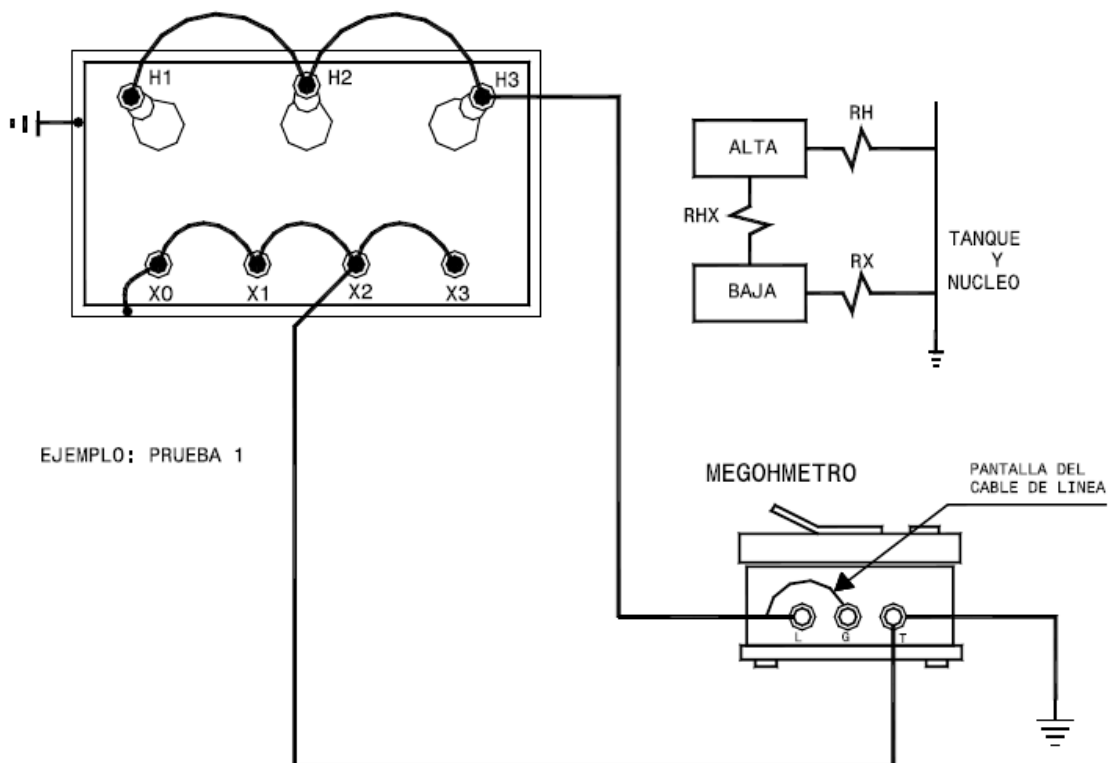 H1
H2
H3
X0
X1
X2
X3
RH
ALTA
RHX
TANQUE
Y
NUCLEO
RX
BAJA
EJEMPLO: PRUEBA 1
MEGOHMETRO
PANTALLA DEL
CABLE DE LINEA
L
G
T